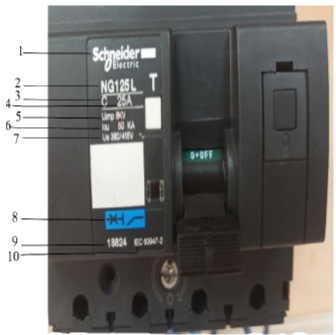 1
Schneider
Electric
2
NG125L
T
3
C 25A
4
5
Uimp 8KV
6
Icu 50 KA
7
Ue 380/415V ~
O•OFF
8
9
18824
IEC 60947-2
10